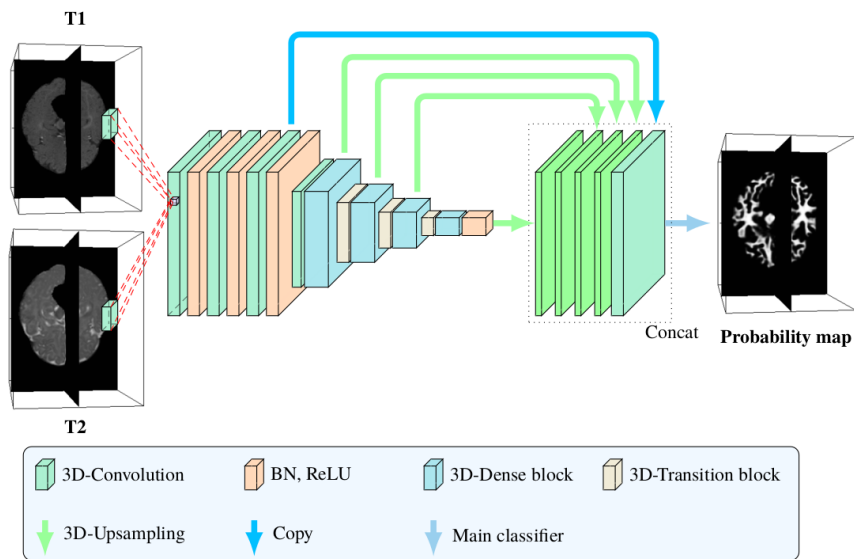 T1
Concat
Probability map
T2
3D-Convolution
BN, ReLU
3D-Dense block
3D-Transition block
3D-Upsampling
Copy
Main classifier